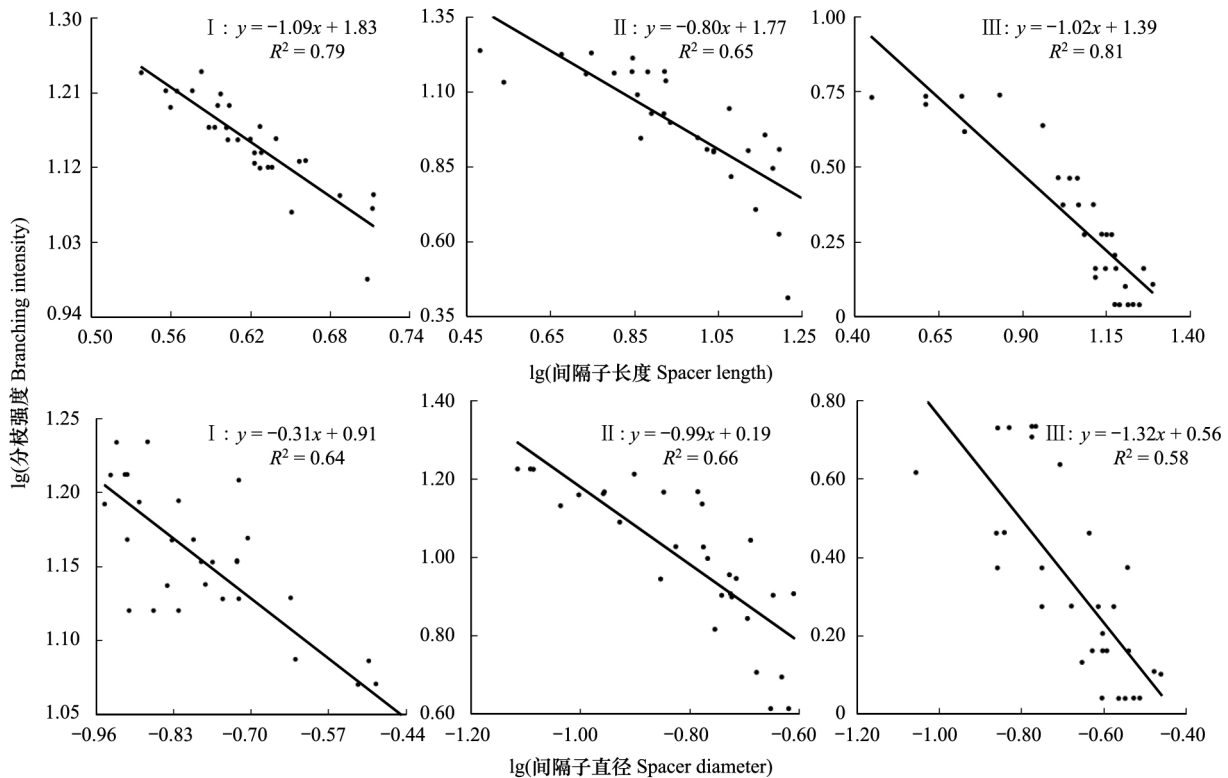 Ⅰ: y = −1.09x + 1.83
R² = 0.79
1.30
1.21
1.12
1.03
0.94
0.50 0.56 0.62 0.68 0.74
Ⅱ: y = −0.80x + 1.77
R² = 0.65
1.35
1.10
0.85
0.60
0.35
0.45 0.65 0.85 1.05 1.25
Ⅲ: y = −1.02x + 1.39
R² = 0.81
1.00
0.75
0.50
0.25
0
0.40 0.65 0.90 1.15 1.40
lg(间隔子长度 Spacer length)
lg(分枝强度 Branching intensity)
Ⅰ: y = −0.31x + 0.91
R² = 0.64
1.25
1.20
1.15
1.10
1.05
−0.96 −0.83 −0.70 −0.57 −0.44
Ⅱ: y = −0.99x + 0.19
R² = 0.66
1.40
1.20
1.00
0.80
0.60
−1.20 −1.00 −0.80 −0.60
Ⅲ: y = −1.32x + 0.56
R² = 0.58
0.80
0.60
0.40
0.20
0
−1.20 −1.00 −0.80 −0.60 −0.40
lg(间隔子直径 Spacer diameter)